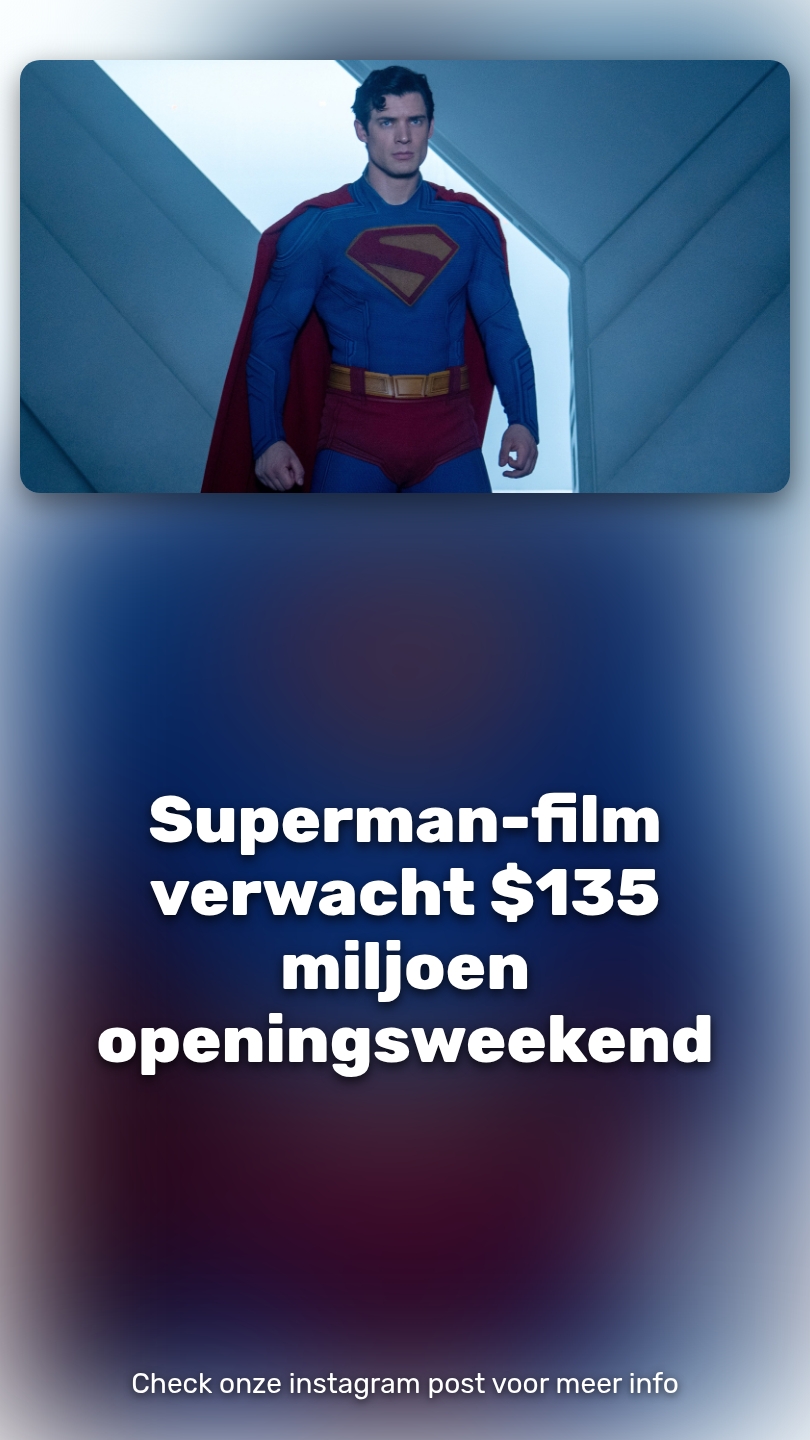 Superman-film
verwacht $135
miljoen
openingsweekend
Check onze instagram post voor meer info